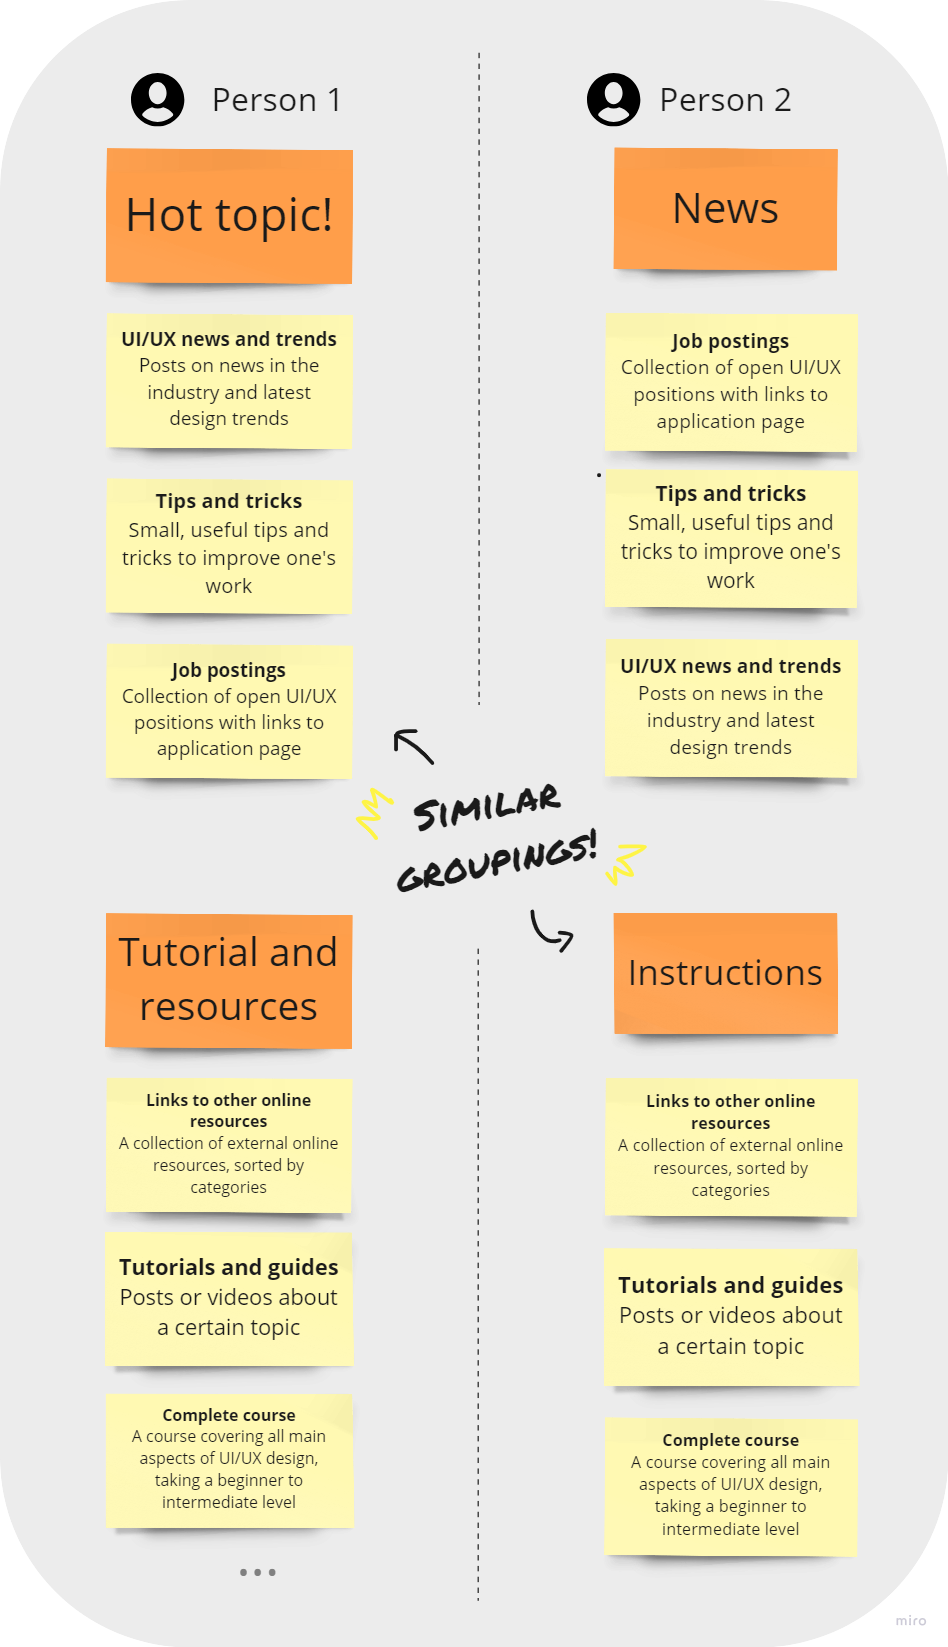 Person 1
Hot topic!
UI/UX news and trends
Posts on news in the
industry and latest
design trends
Tips and tricks
Small, useful tips and
tricks to improve one's
work
Job postings
Collection of open UI/UX
positions with links to
application page
Person 2
News
Job postings
Collection of open UI/UX
positions with links to
application page
Tips and tricks
Small, useful tips and
tricks to improve one's
work
UI/UX news and trends
Posts on news in the
industry and latest
design trends
SIMILAR
GROUPINGS!
Tutorial and
resources
Links to other online
resources
A collection of external online
resources, sorted by
categories
Tutorials and guides
Posts or videos about
a certain topic
Complete course
A course covering all main
aspects of UI/UX design,
taking a beginner to
intermediate level
...
Instructions
Links to other online
resources
A collection of external online
resources, sorted by
categories
Tutorials and guides
Posts or videos about
a certain topic
Complete course
A course covering all main
aspects of UI/UX design,
taking a beginner to
intermediate level
miro